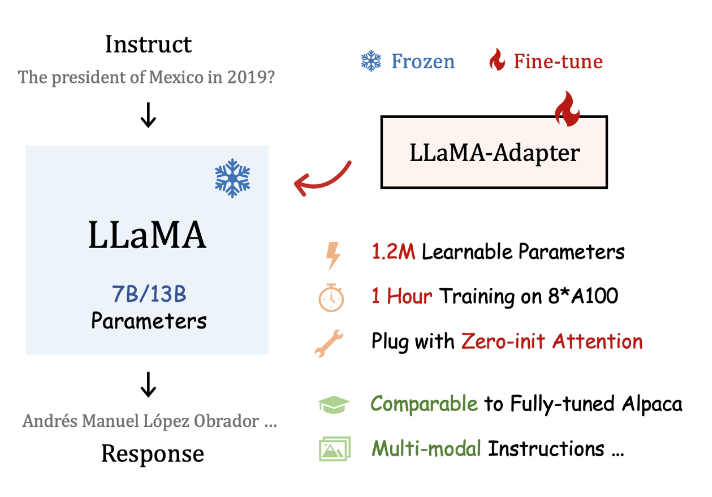 Instruct
The president of Mexico in 2019?
LLaMA
7B/13B
Parameters
Andrés Manuel López Obrador ...
Response
Frozen
Fine-tune
LLaMA-Adapter
1.2M Learnable Parameters
1 Hour Training on 8*A100
Plug with Zero-init Attention
Comparable to Fully-tuned Alpaca
Multi-modal Instructions ...